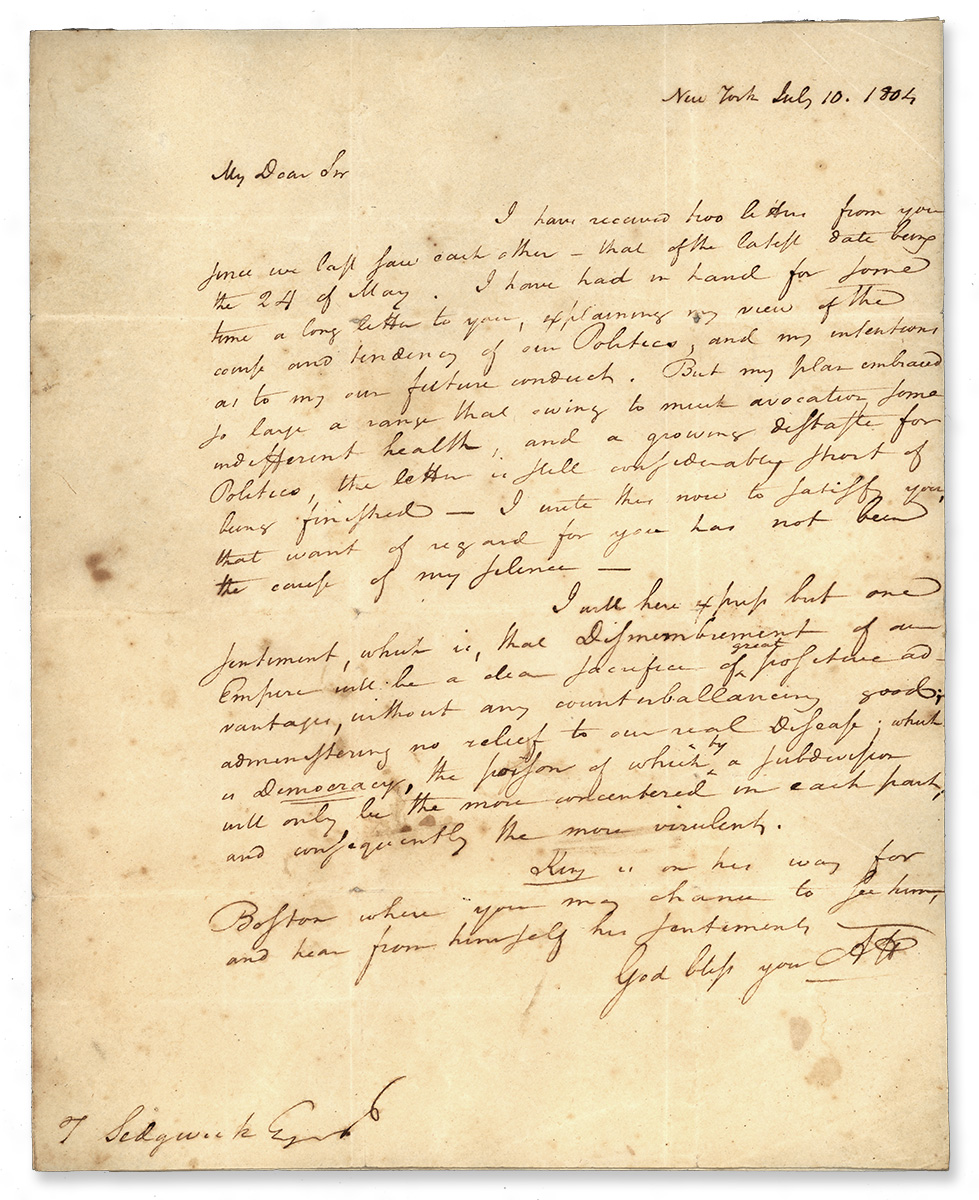 New York July 10. 1804
My Dear Sir
I have received two letters from you
since we last saw each other — that of the latest date being
the 24 of May. I have had in hand for some
time a long letter to you, explaining my view of the
course and tendency of our Politics, and my intentions
as to my own future conduct. But my plan embraced
so large a range that owing to much avocation, some
indifferent health, and a growing distaste for
Politics, the letter is still considerably short of
being finished — I write this now to satisfy you,
that want of regard for you has not been
the cause of my silence —
I will here express but one
sentiment, which is, that Dismembrement of our
Empire will be a clear sacrifice of great positive ad-
vantages, without any counterballancing good;
administering no relief to our real Disease; which
is Democracy, the poison of which by a subdivision
will only be the more concentered in each part,
and consequently the more virulent.
King is on his way for
Boston where you may chance to see him,
and hear from himself his sentiments
God bless you AH
T Sedgwick Esqr